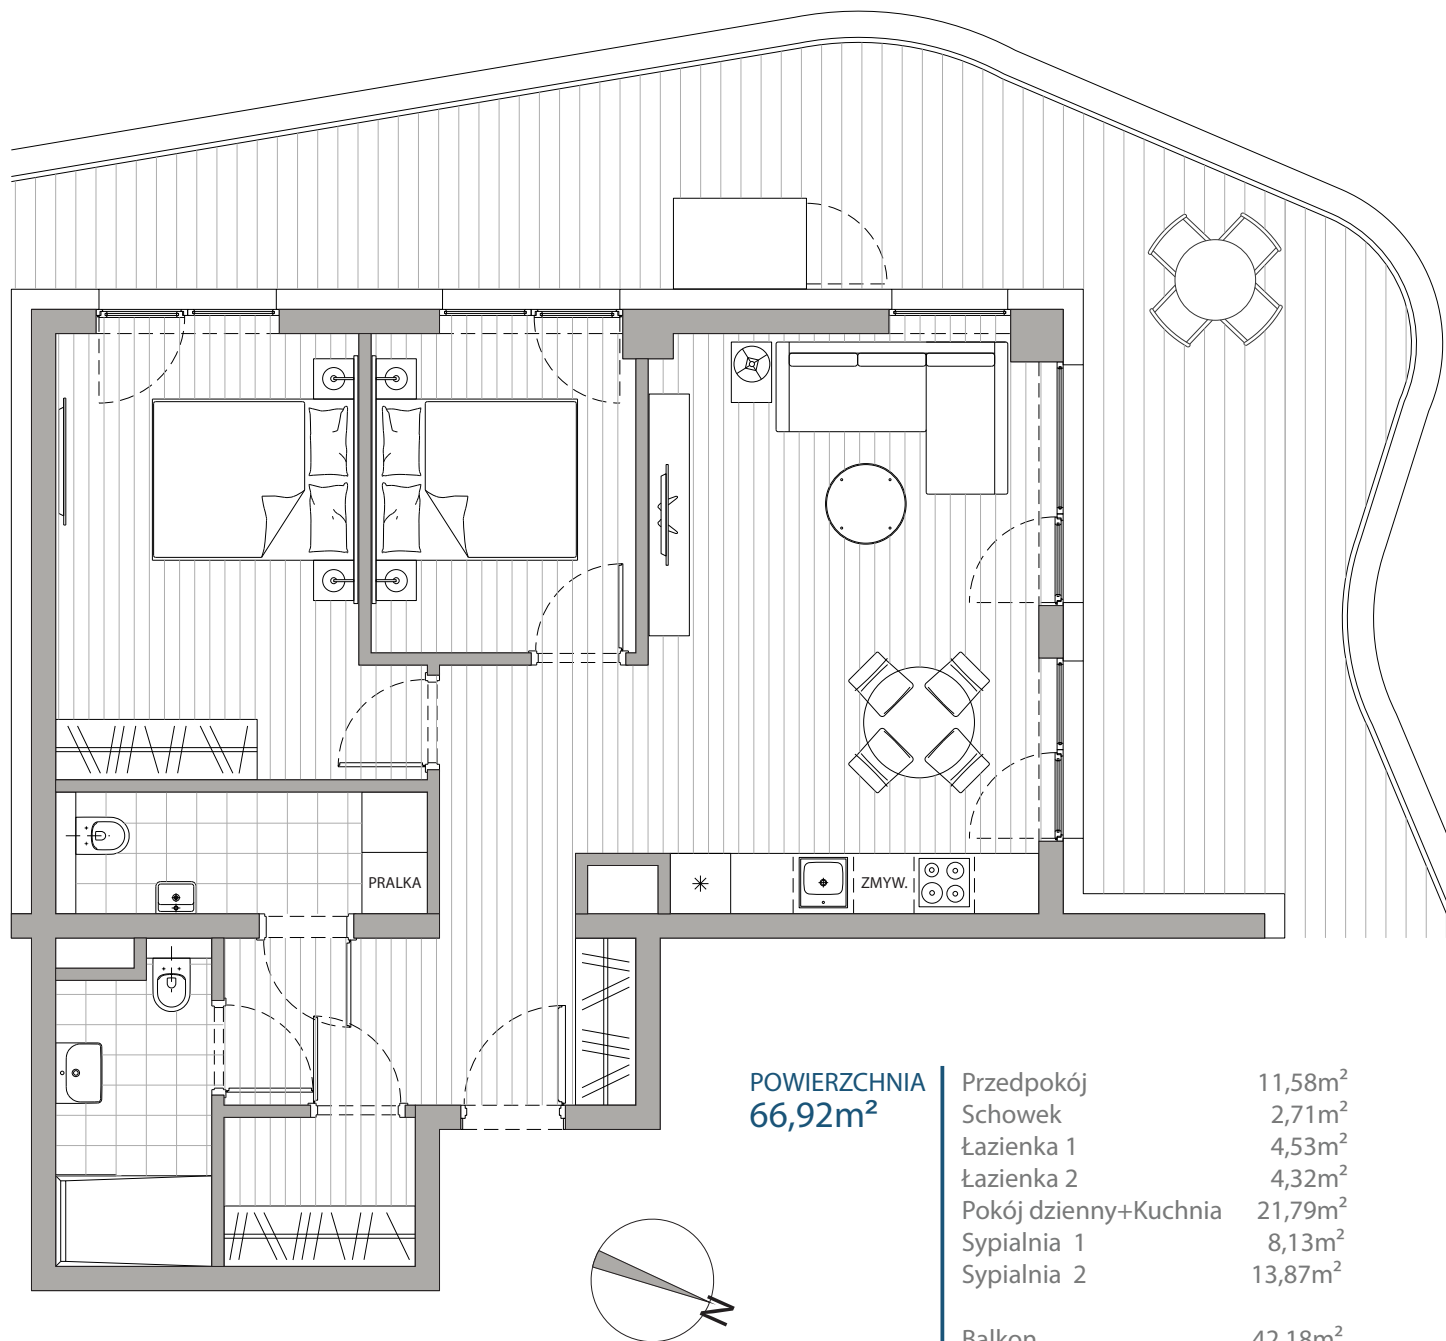 PRALKA
ZMYW.
POWIERZCHNIA
66,92m²
Przedpokój 11,58m²
Schowek 2,71m²
Łazienka 1 4,53m²
Łazienka 2 4,32m²
Pokój dzienny+Kuchnia 21,79m²
Sypialnia 1 8,13m²
Sypialnia 2 13,87m²
Balkon 42,18m²
N